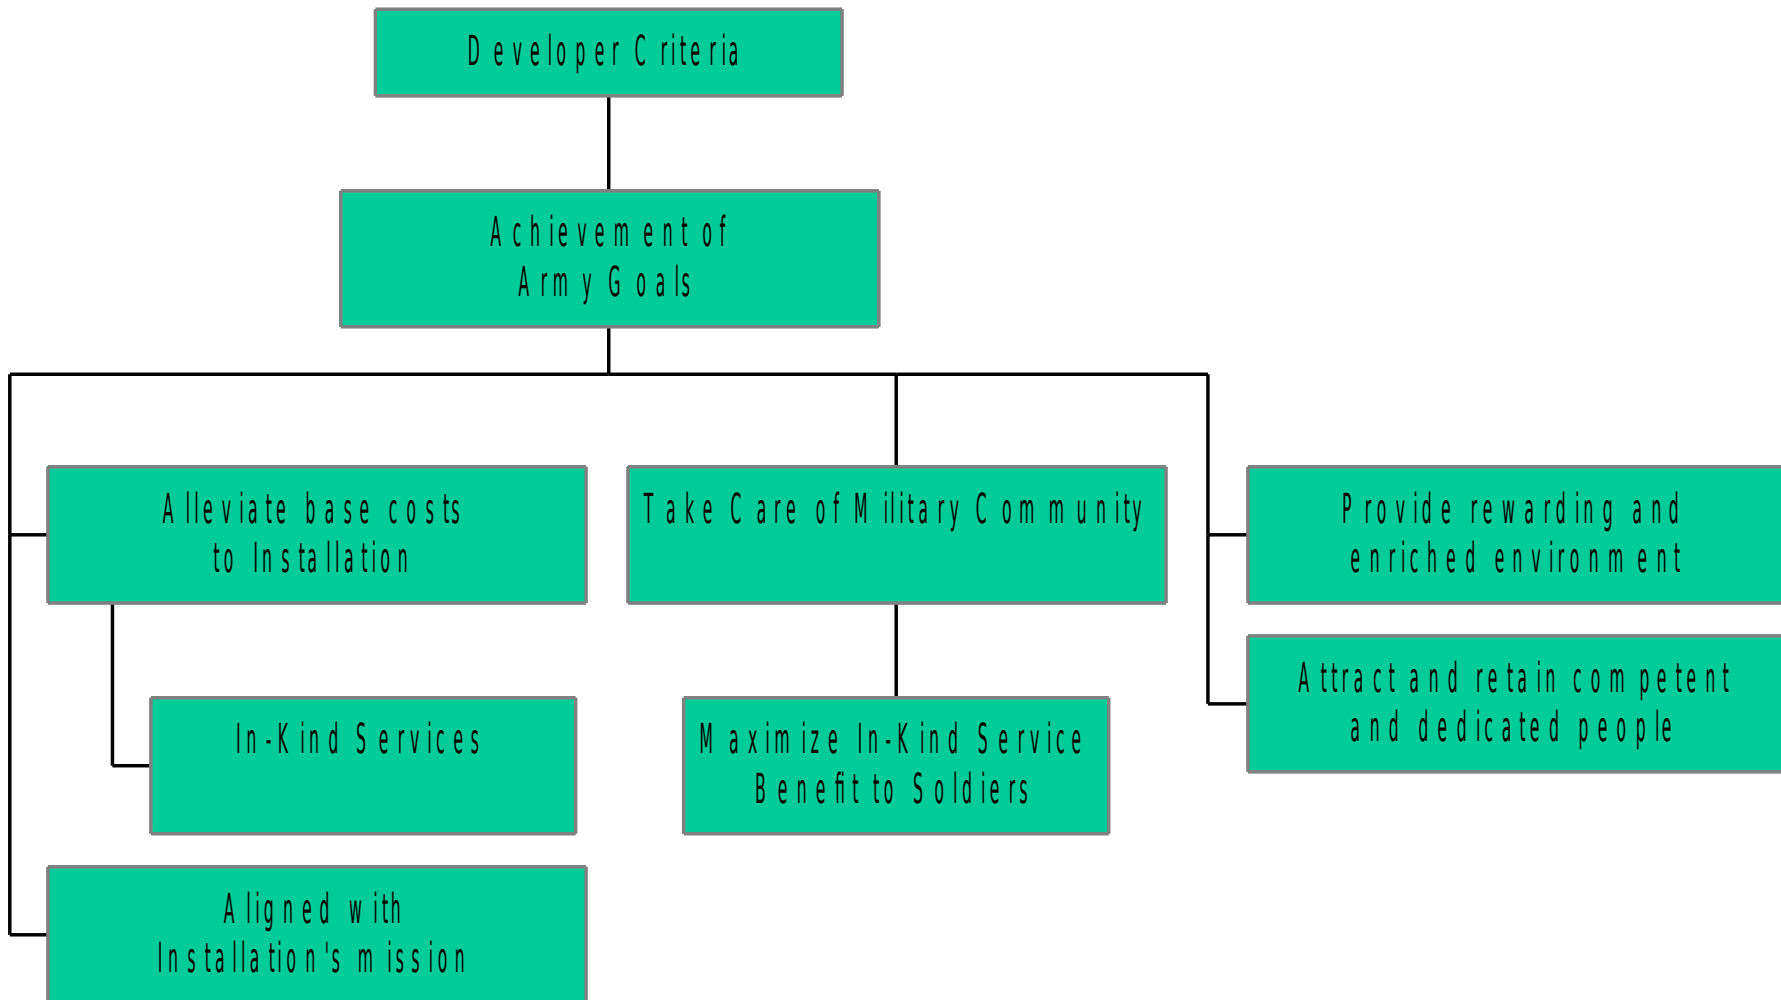 Developer Criteria
Achievement of
Army Goals
Alleviate base costs
to Installation
Take Care of Military Community
Provide rewarding and
enriched environment
Attract and retain competent
and dedicated people
In-Kind Services
Maximize In-Kind Service
Benefit to Soldiers
Aligned with
Installation's mission